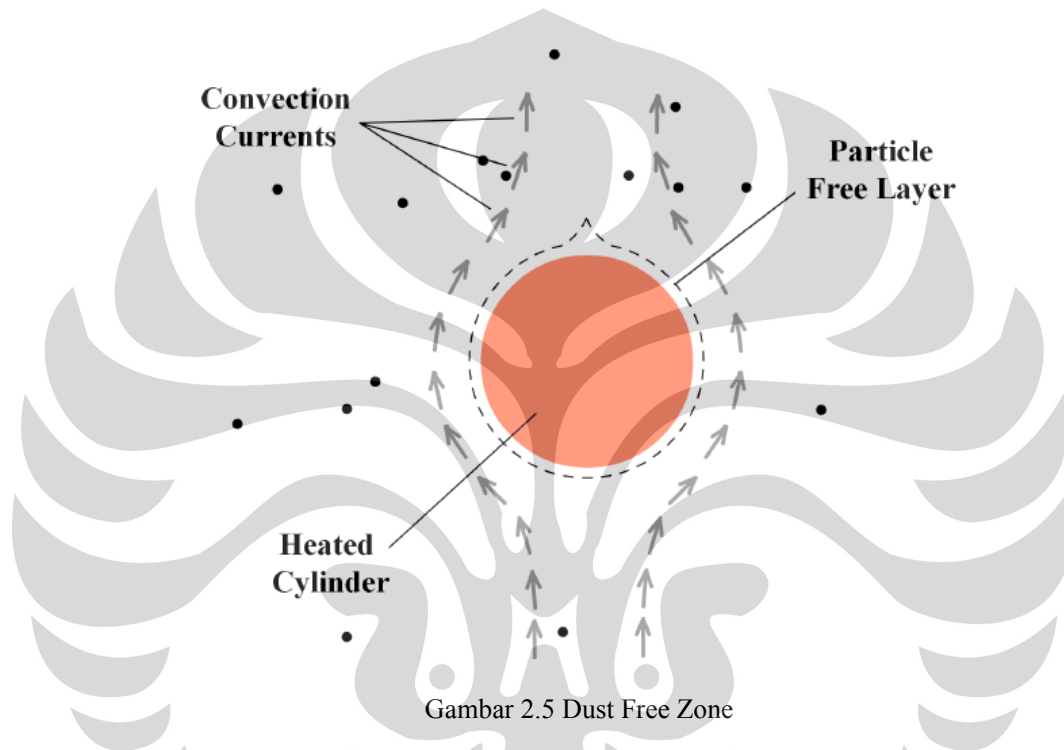 Convection
Currents
Particle
Free Layer
Heated
Cylinder
Gambar 2.5 Dust Free Zone